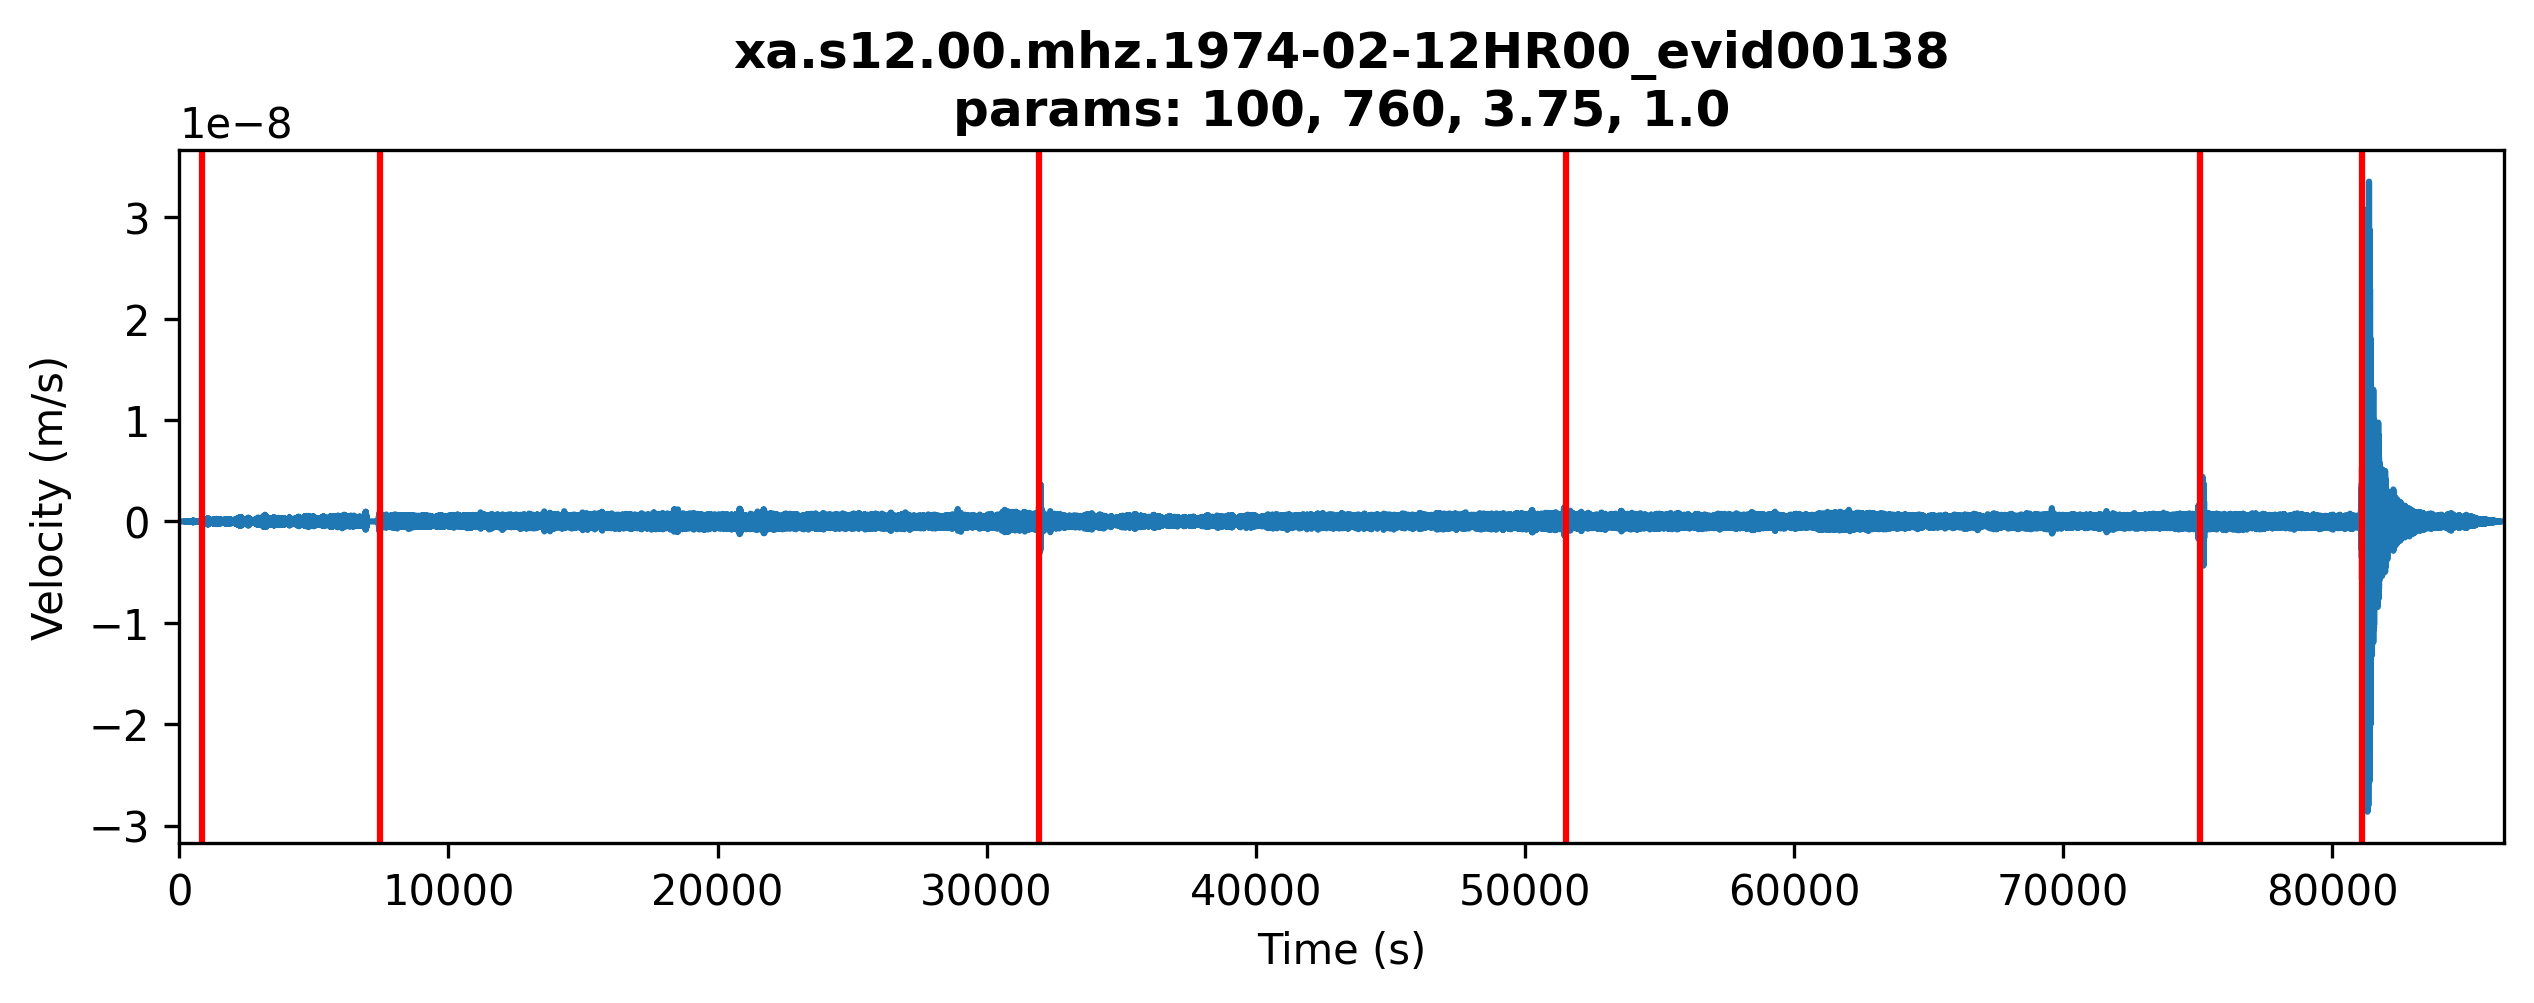 xa.s12.00.mhz.1974-02-12HR00_evid00138
params: 100, 760, 3.75, 1.0
1e−8
3
2
1
0
−1
−2
−3
Velocity (m/s)
0 10000 20000 30000 40000 50000 60000 70000 80000
Time (s)